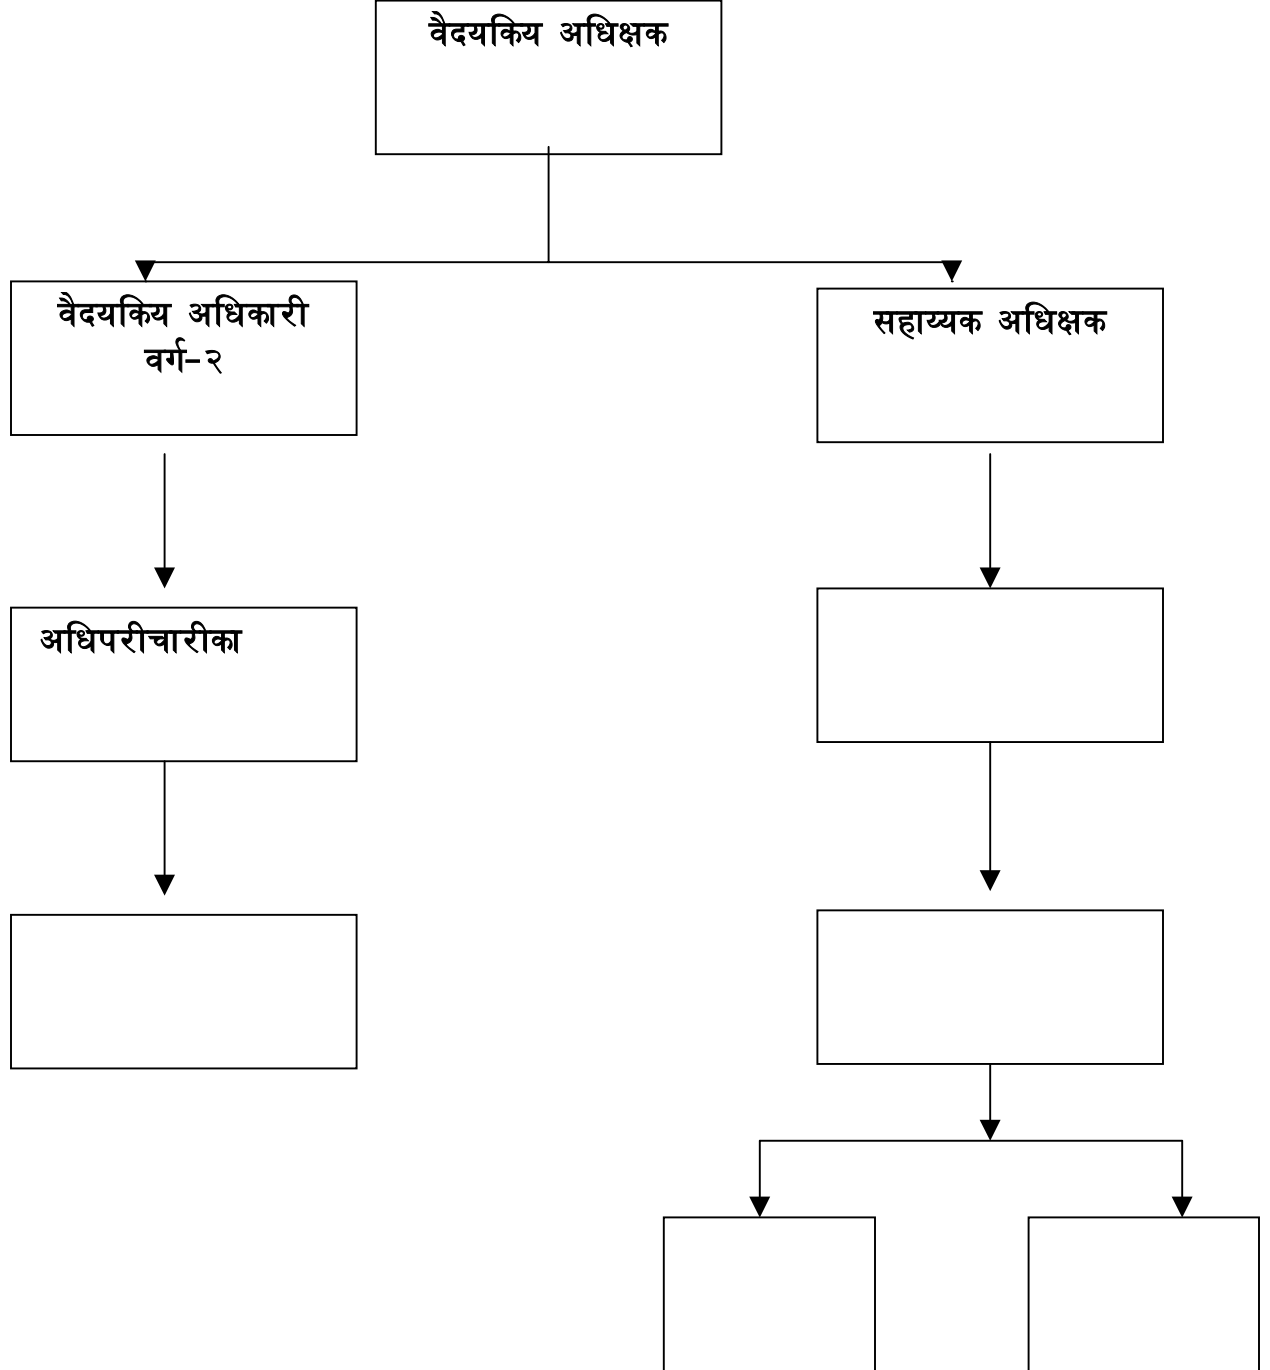 वैदयकिय अधिक्षक
वैदयकिय अधिकारी
वर्ग-२
सहाय्यक अधिक्षक
अधिपरीचारीका